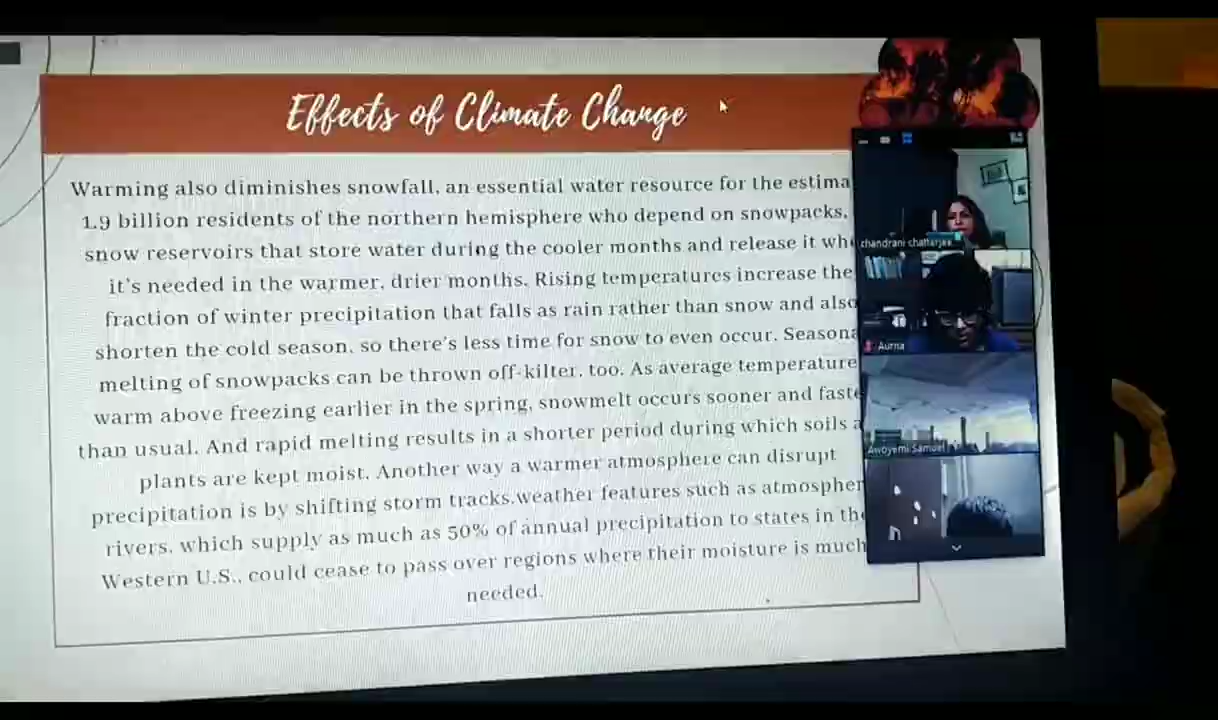 Effects of Climate Change
Warming also diminishes snowfall, an essential water resource for the estima
1.9 billion residents of the northern hemisphere who depend on snowpacks,
snow reservoirs that store water during the cooler months and release it wh
it's needed in the warmer, drier months. Rising temperatures increase the
fraction of winter precipitation that falls as rain rather than snow and also
shorten the cold season, so there's less time for snow to even occur. Seasona
melting of snowpacks can be thrown off-kilter, too. As average temperature
warm above freezing earlier in the spring, snowmelt occurs sooner and faste
than usual. And rapid melting results in a shorter period during which soils a
plants are kept moist. Another way a warmer atmosphere can disrupt
precipitation is by shifting storm tracks.weather features such as atmospher
rivers, which supply as much as 50% of annual precipitation to states in the
Western U.S., could cease to pass over regions where their moisture is much
needed.
chandrani chatterjee
Aurna
Awoyemi Samuel